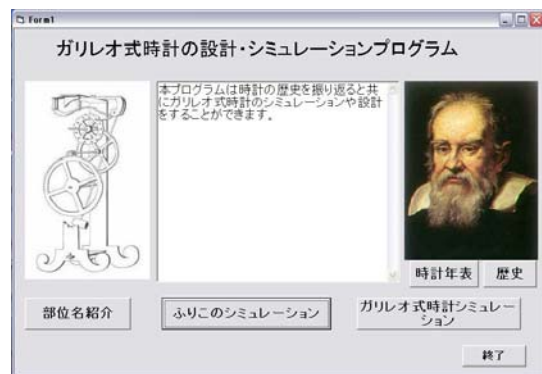 Form1
ガリレオ式時計の設計・シミュレーションプログラム
本プログラムは時計の歴史を振り返ると共
にガリレオ式時計のシミュレーションや設計
をすることができます。
時計年表
歴史
部位名紹介
ふりこのシミュレーション
ガリレオ式時計シミュレー
ション
終了